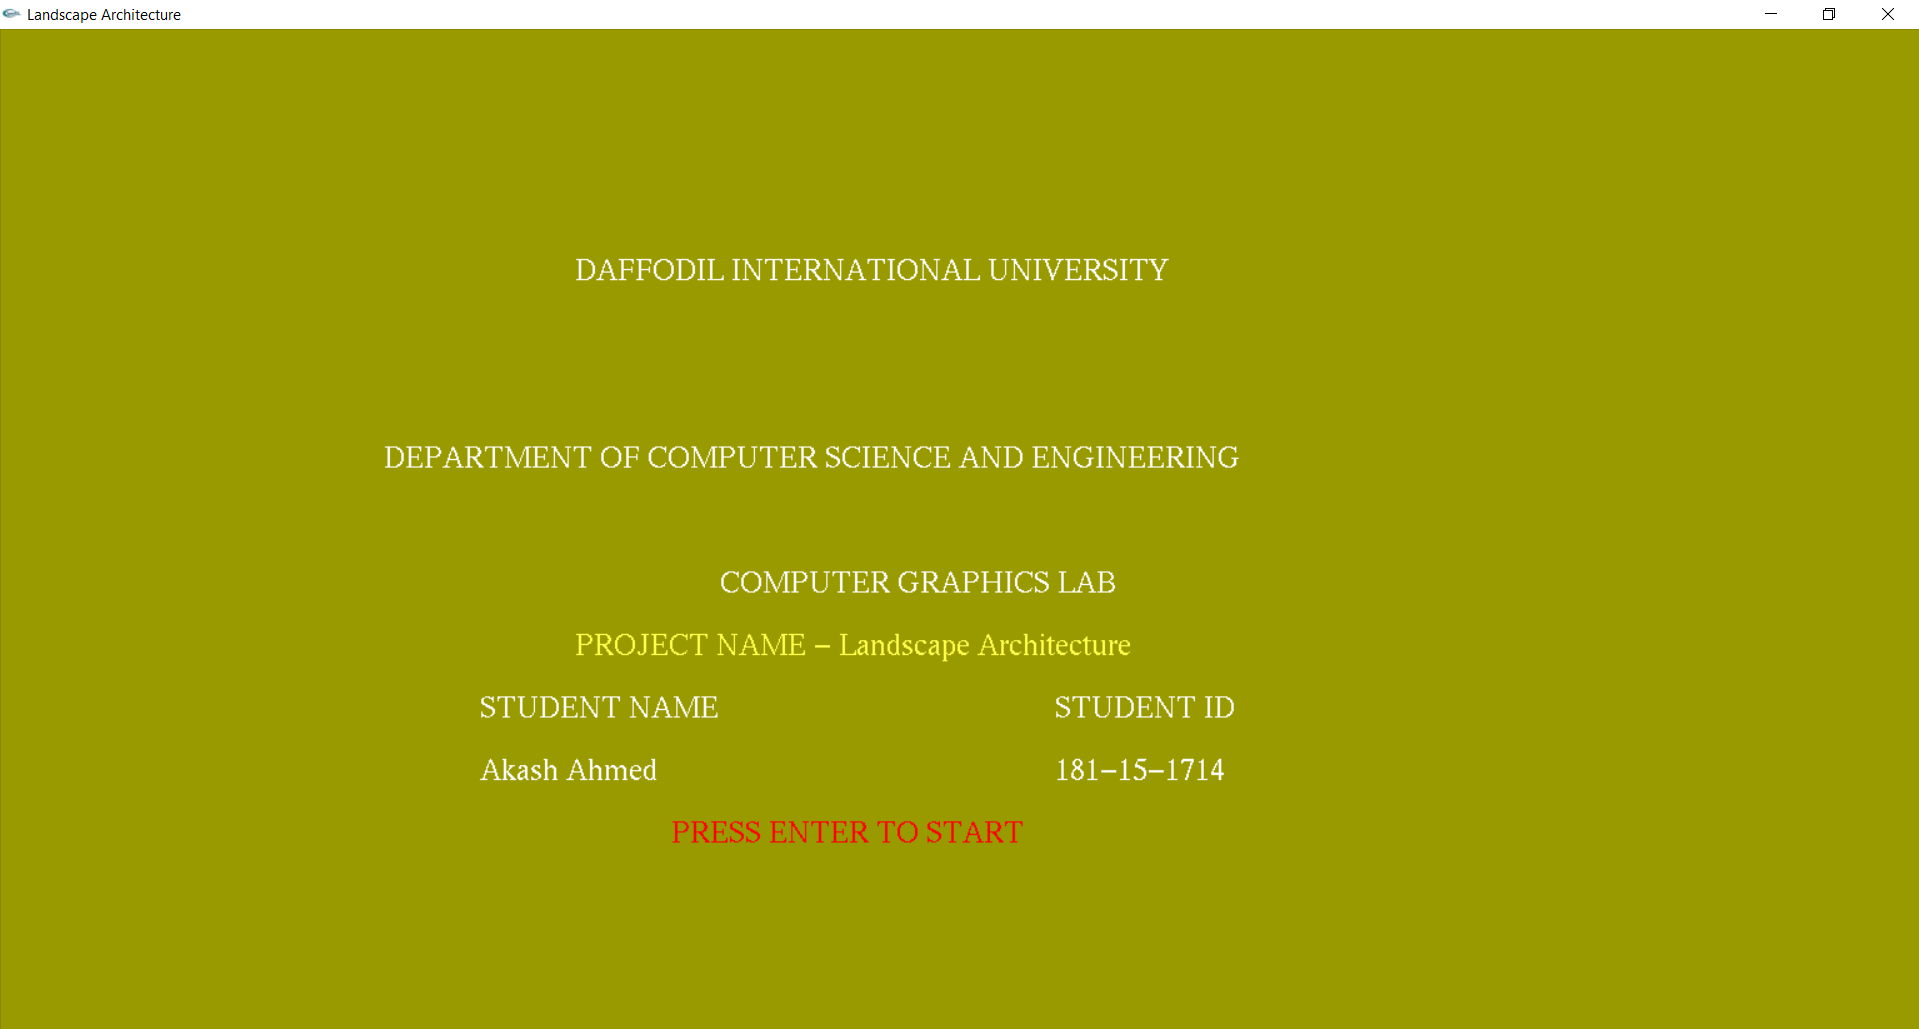 Landscape Architecture
DAFFODIL INTERNATIONAL UNIVERSITY
DEPARTMENT OF COMPUTER SCIENCE AND ENGINEERING
COMPUTER GRAPHICS LAB
PROJECT NAME - Landscape Architecture
STUDENT NAME STUDENT ID
Akash Ahmed 181-15-1714
PRESS ENTER TO START